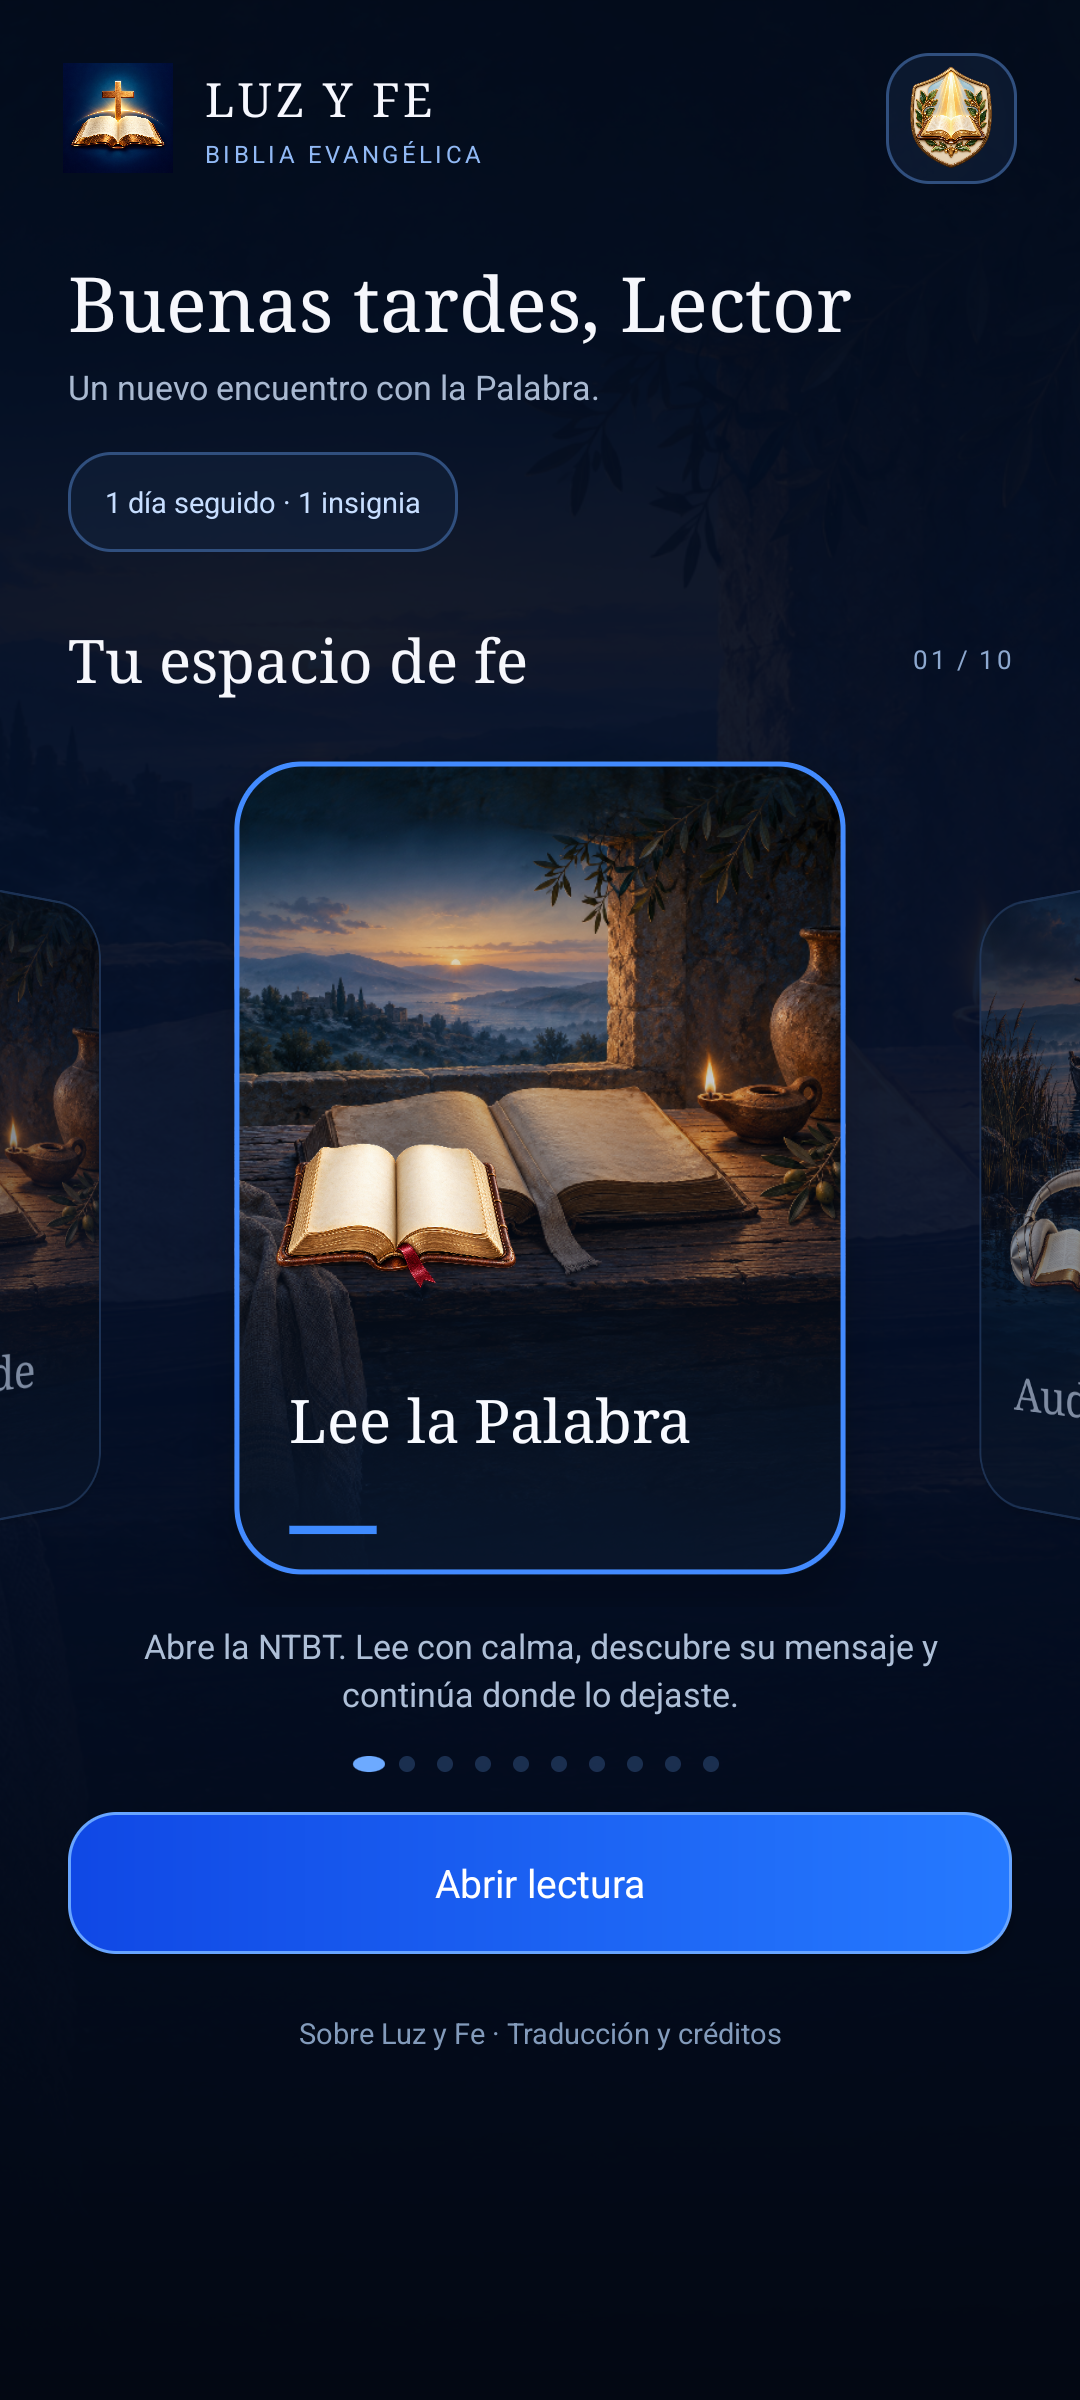 LUZ Y FE
BIBLIA EVANGÉLICA
Buenas tardes, Lector
Un nuevo encuentro con la Palabra.
1 día seguido · 1 insignia
Tu espacio de fe
01 / 10
de
Lee la Palabra
Aud
Abre la NTBT. Lee con calma, descubre su mensaje y
continúa donde lo dejaste.
Abrir lectura
Sobre Luz y Fe · Traducción y créditos